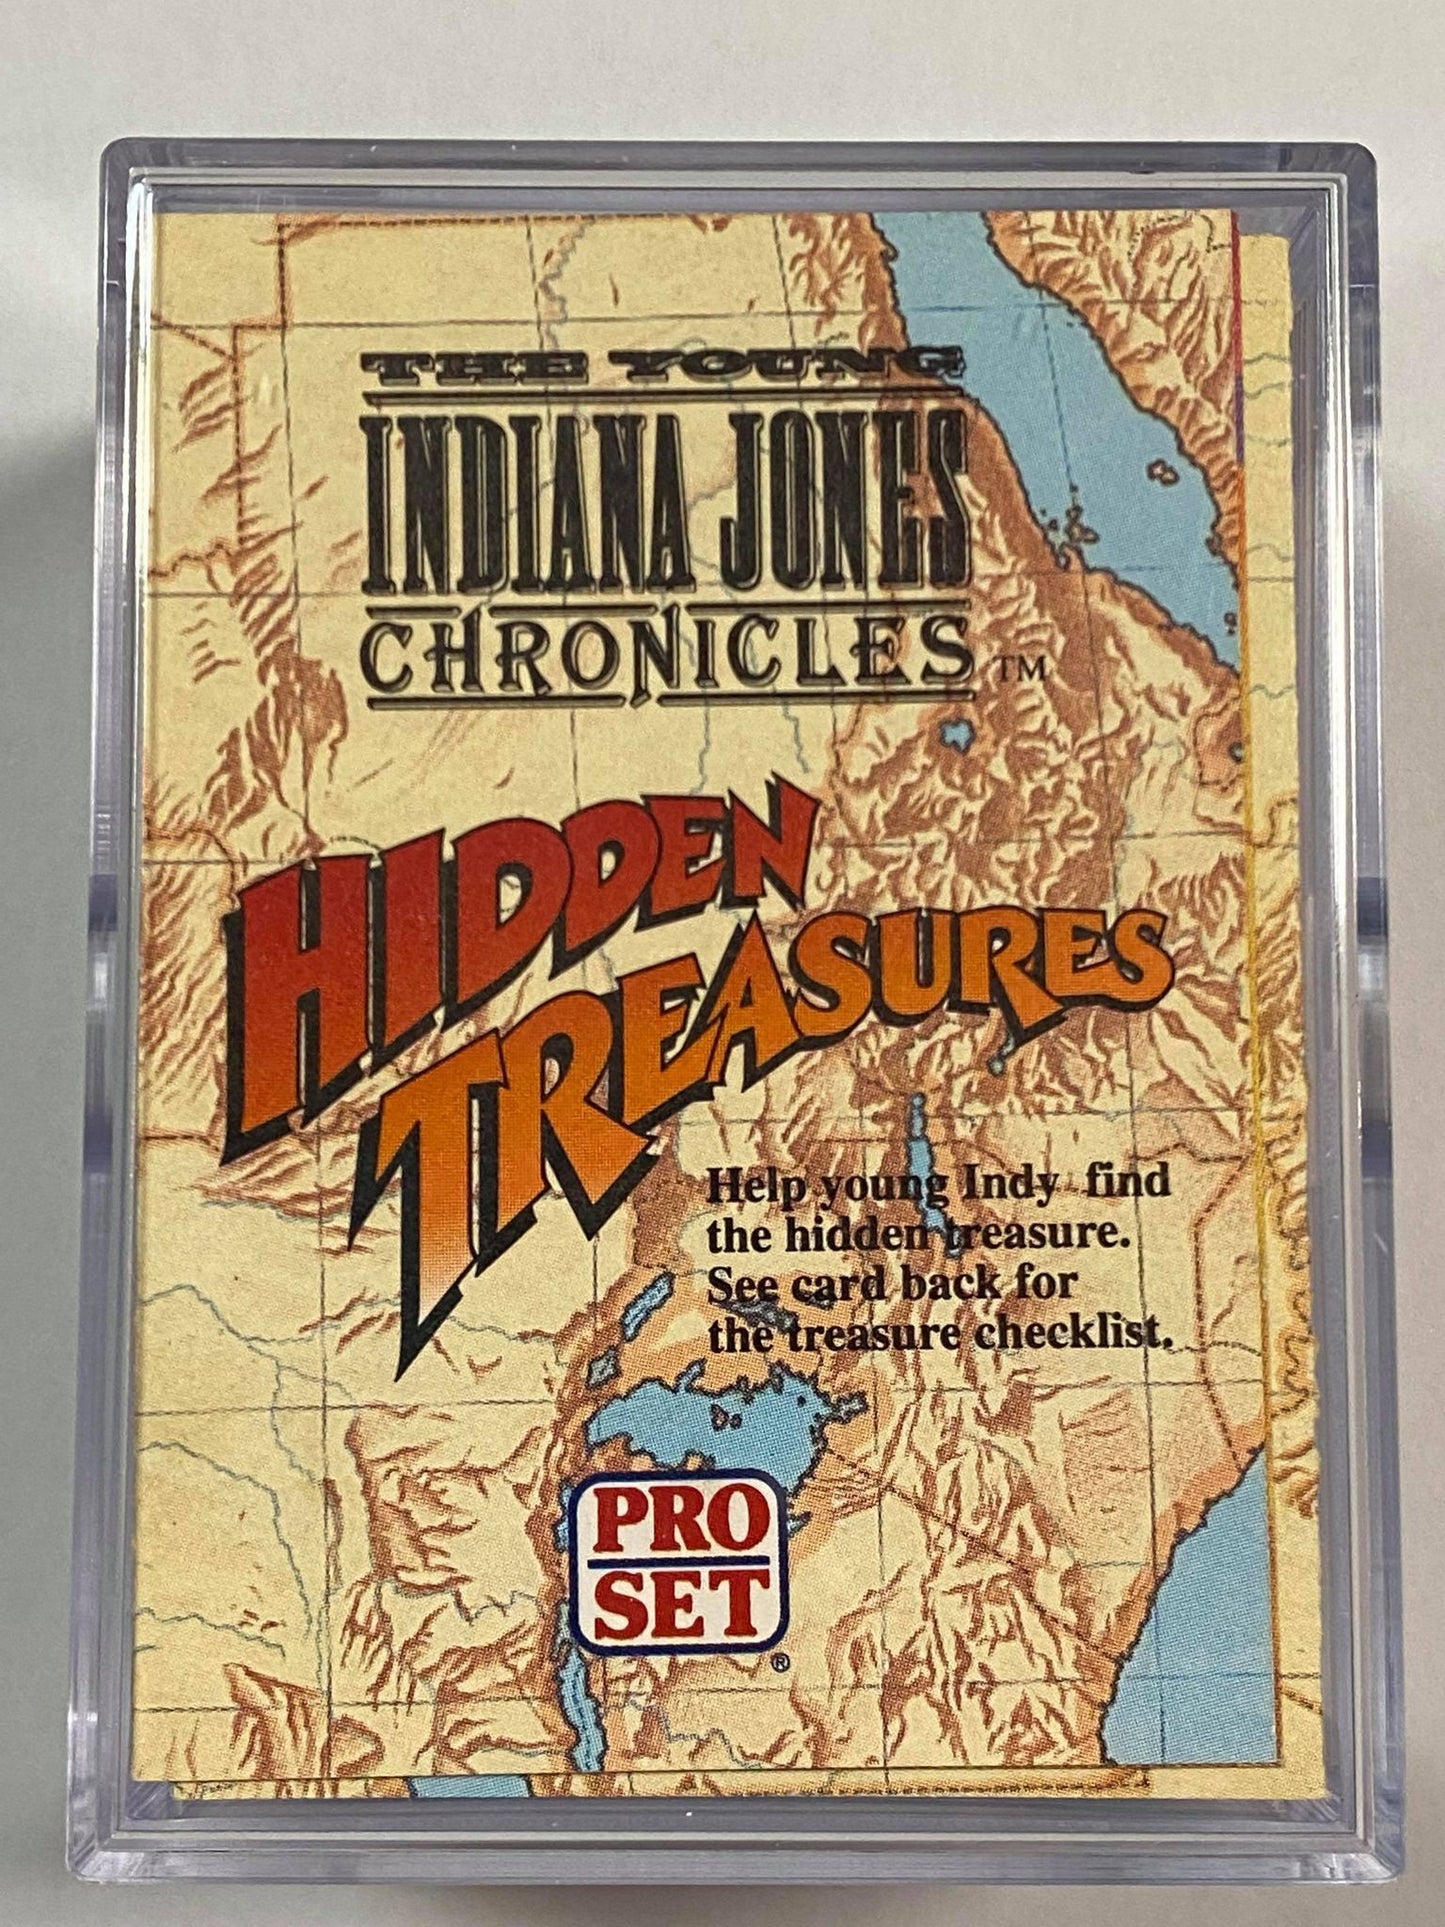 THE YOUNG
INDIANA JONES
CHRONICLES TM
HIDDEN
TREASURES
Help young Indy find
the hidden treasure.
See card back for
the treasure checklist.
PRO
SET
®